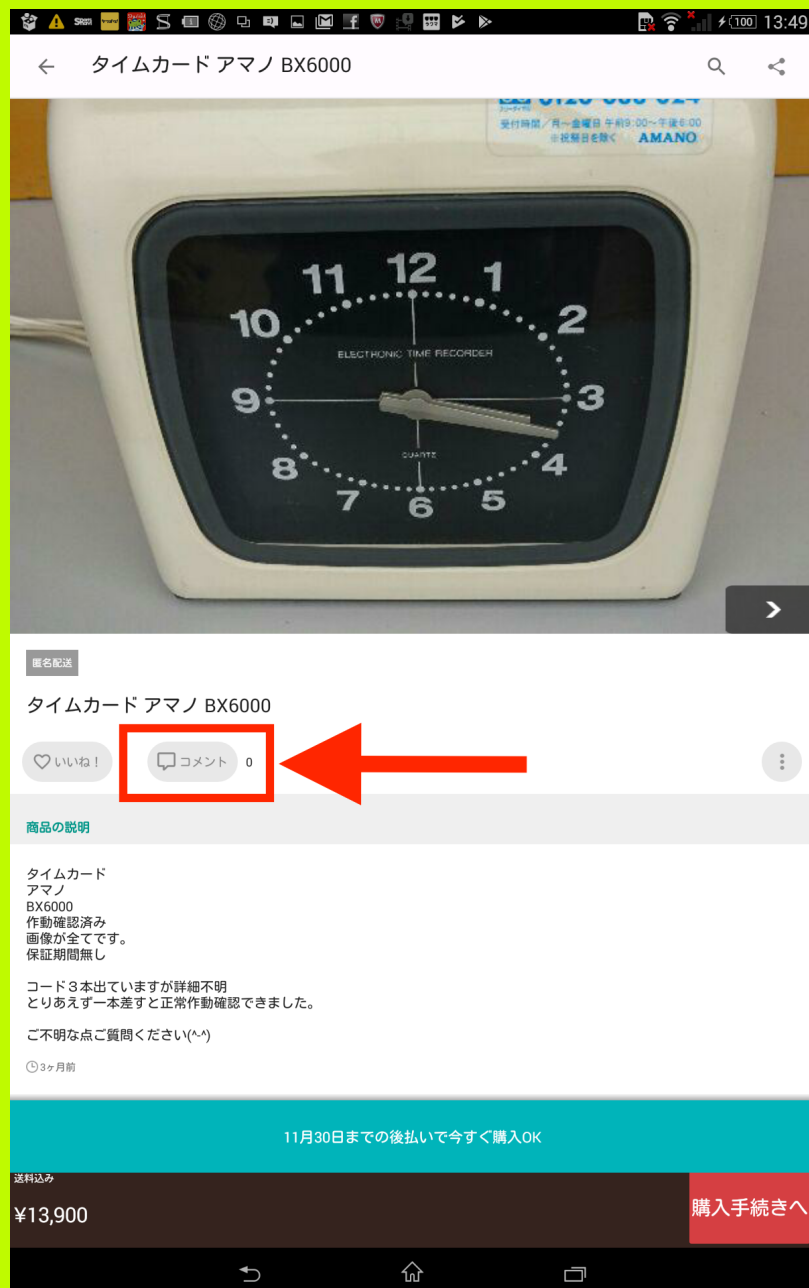 100 13:49
タイムカード アマノ BX6000
受付時間/月~金曜日 午前9:00~午後6:00
※祝祭日を除く AMANO
11 12 1
10 2
ELECTRONIC TIME RECORDER
9 3
QUARTZ
8 4
7 6 5
匿名配送
タイムカード アマノ BX6000
いいね! コメント 0
商品の説明
タイムカード
アマノ
BX6000
作動確認済み
画像が全てです。
保証期間無し
コード3本出ていますが詳細不明
とりあえず一本差すと正常作動確認できました。
ご不明な点ご質問ください(^-^)
3ヶ月前
11月30日までの後払いで今すぐ購入OK
送料込み
¥13,900
購入手続きへ